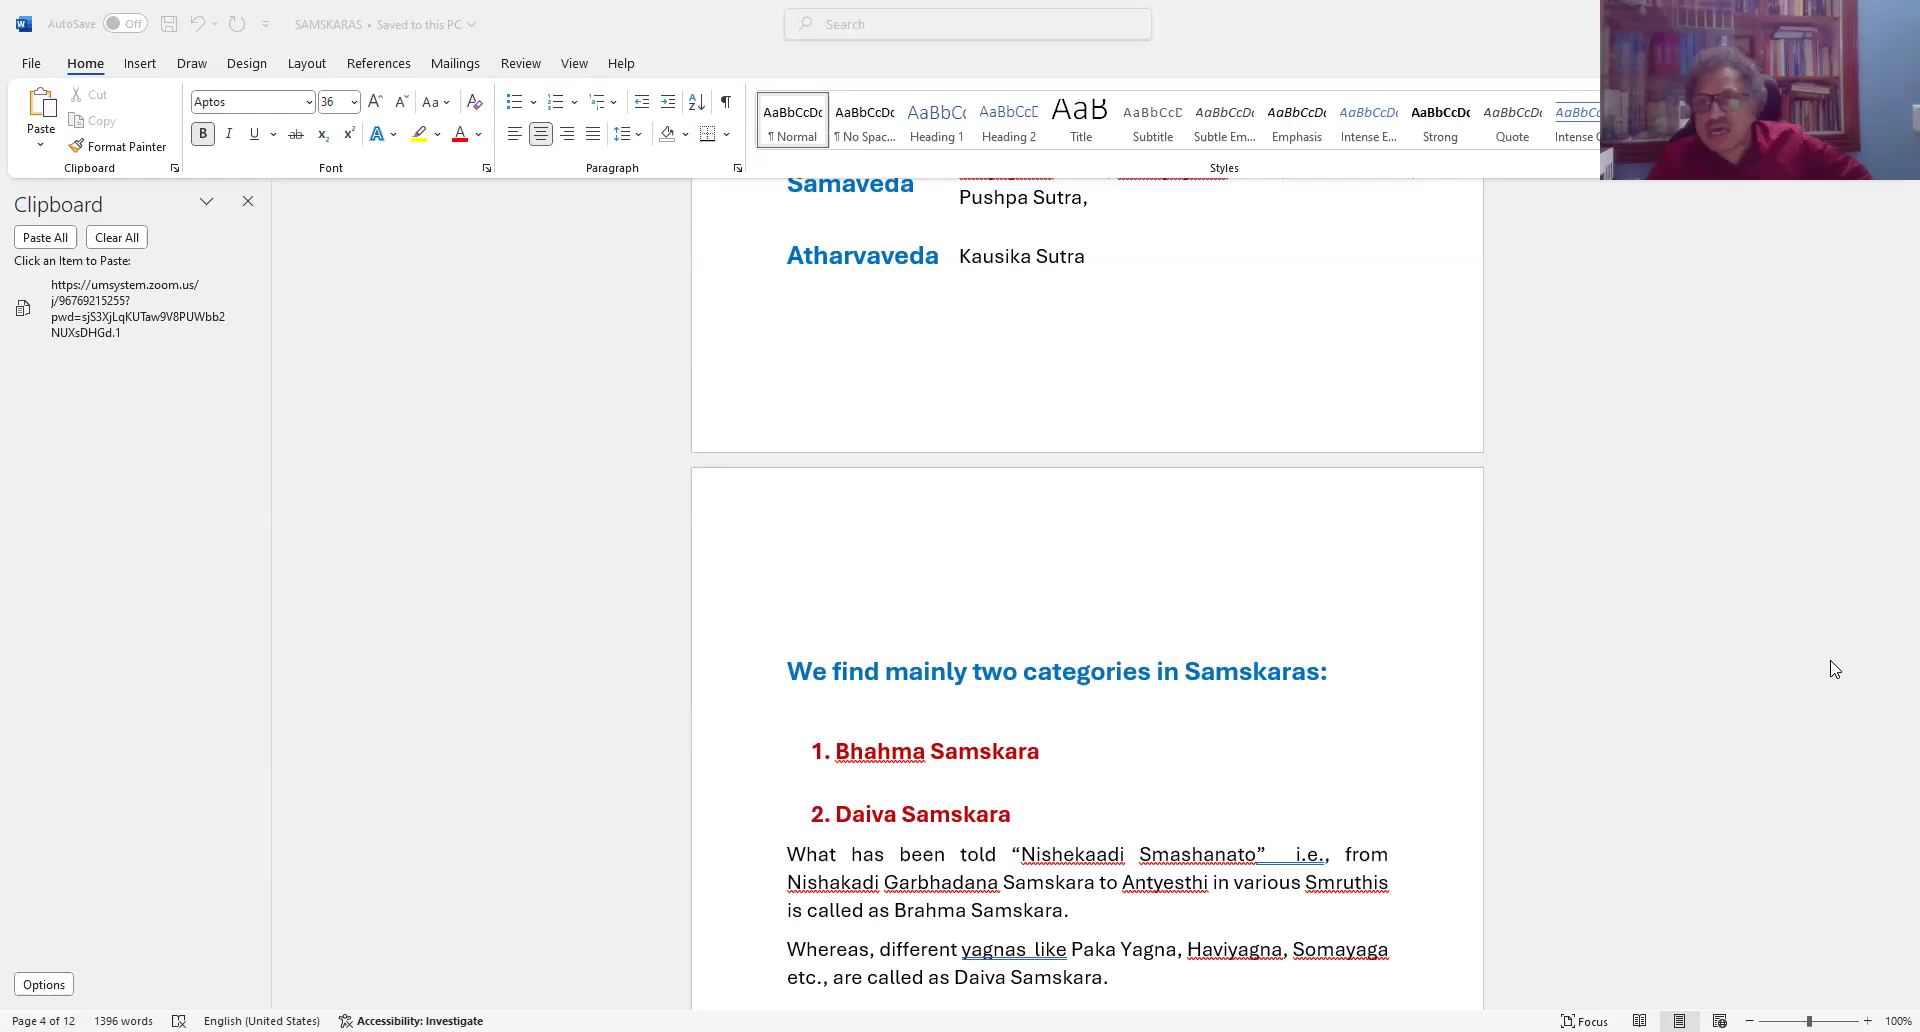 AutoSave Off SAMSKARAS • Saved to this PC Search
File Home Insert Draw Design Layout References Mailings Review View Help
Paste Cut Copy Format Painter
Clipboard
Aptos 36
Font
Paragraph
AaBbCcDc AaBbCcDc AaBbC AaBbCcD AaB AaBbCcD AaBbCcDc AaBbCcDc AaBbCcDc AaBbCcDc AaBbCcDc AaBbCc
¶ Normal ¶ No Spac... Heading 1 Heading 2 Title Subtitle Subtle Em... Emphasis Intense E... Strong Quote Intense
Styles
Clipboard
Paste All Clear All
Click an Item to Paste:
https://umsystem.zoom.us/
j/96769215255?
pwd=sjS3XjLqKUTaw9V8PUWbb2
NUXsDHGd.1
Options
Samaveda
Pushpa Sutra,
Atharvaveda Kausika Sutra
We find mainly two categories in Samskaras:
1. Bhahma Samskara
2. Daiva Samskara
What has been told “Nishekaadi Smashanato” i.e., from
Nishakadi Garbhadana Samskara to Antyesthi in various Smruthis
is called as Brahma Samskara.
Whereas, different yagnas like Paka Yagna, Haviyagna, Somayaga
etc., are called as Daiva Samskara.
Page 4 of 12 1396 words English (United States) Accessibility: Investigate Focus 100%